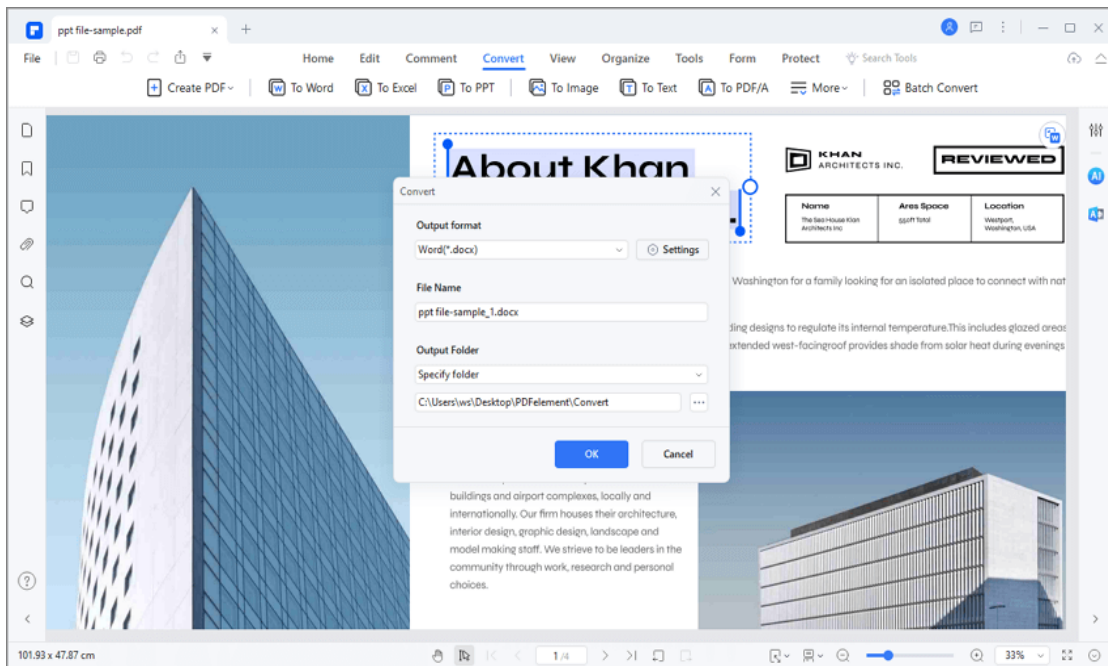 ppt file-sample.pdf
File
Home Edit Comment Convert View Organize Tools Form Protect Search Tools
Create PDF To Word To Excel To PPT To Image To Text To PDF/A More Batch Convert
About Khan
KHAN
ARCHITECTS INC.
REVIEWED
Name Ares Space Location
The Sea House Klan
Architects Inc
550ft Total
Westport,
Washington, USA
Convert
Output format
Word(*.docx)
Settings
File Name
ppt file-sample_1.docx
Output Folder
Specify folder
C:\Users\ws\Desktop\PDFelement\Convert
...
OK Cancel
Washington for a family looking for an isolated place to connect with nat
ding designs to regulate its internal temperature.This includes glazed areas
extended west-facingroof provides shade from solar heat during evenings
buildings and airport complexes, locally and
internationally. Our firm houses their architecture,
interior design, graphic design, landscape and
model making staff. We strive to be leaders in the
community through work, research and personal
choices.
101.93 x 47.87 cm
1/4
33%